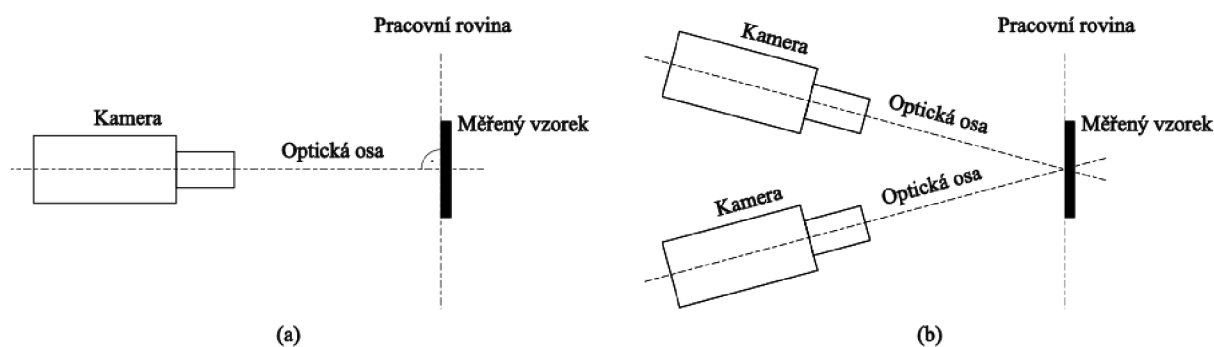 Pracovní rovina
Kamera
Měřený vzorek
Optická osa
(a)
Pracovní rovina
Kamera
Optická osa
Měřený vzorek
Optická osa
Kamera
(b)